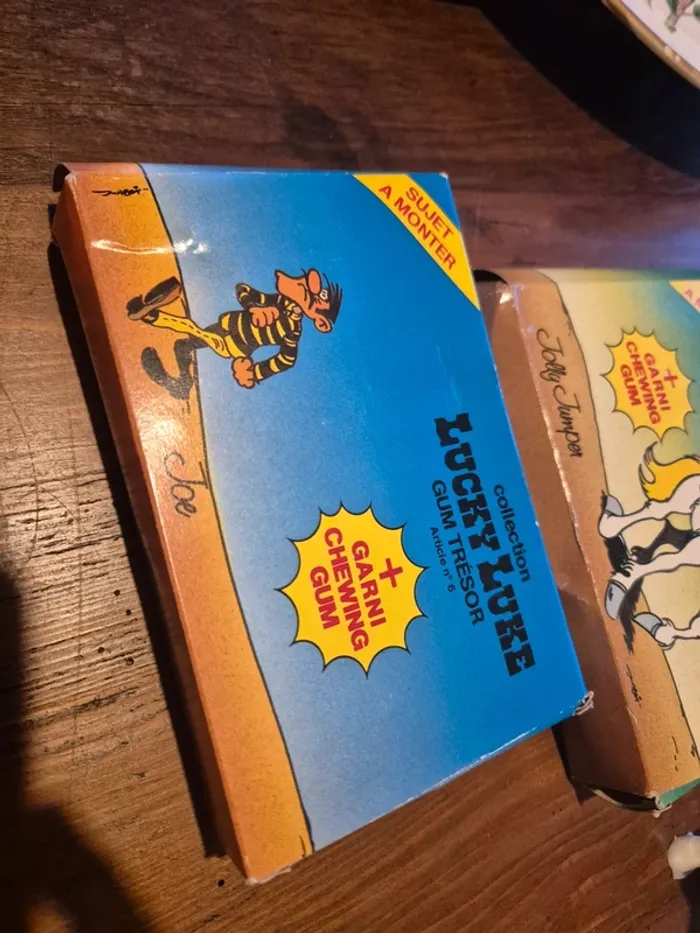 SUJET
A MONTER
collection
LUCKY LUKE
GUM TRÉSOR
Article n° 6
+
GARNI
CHEWING
GUM
Joe
Jolly Jumper
+
GARNI
CHEWING
GUM
A